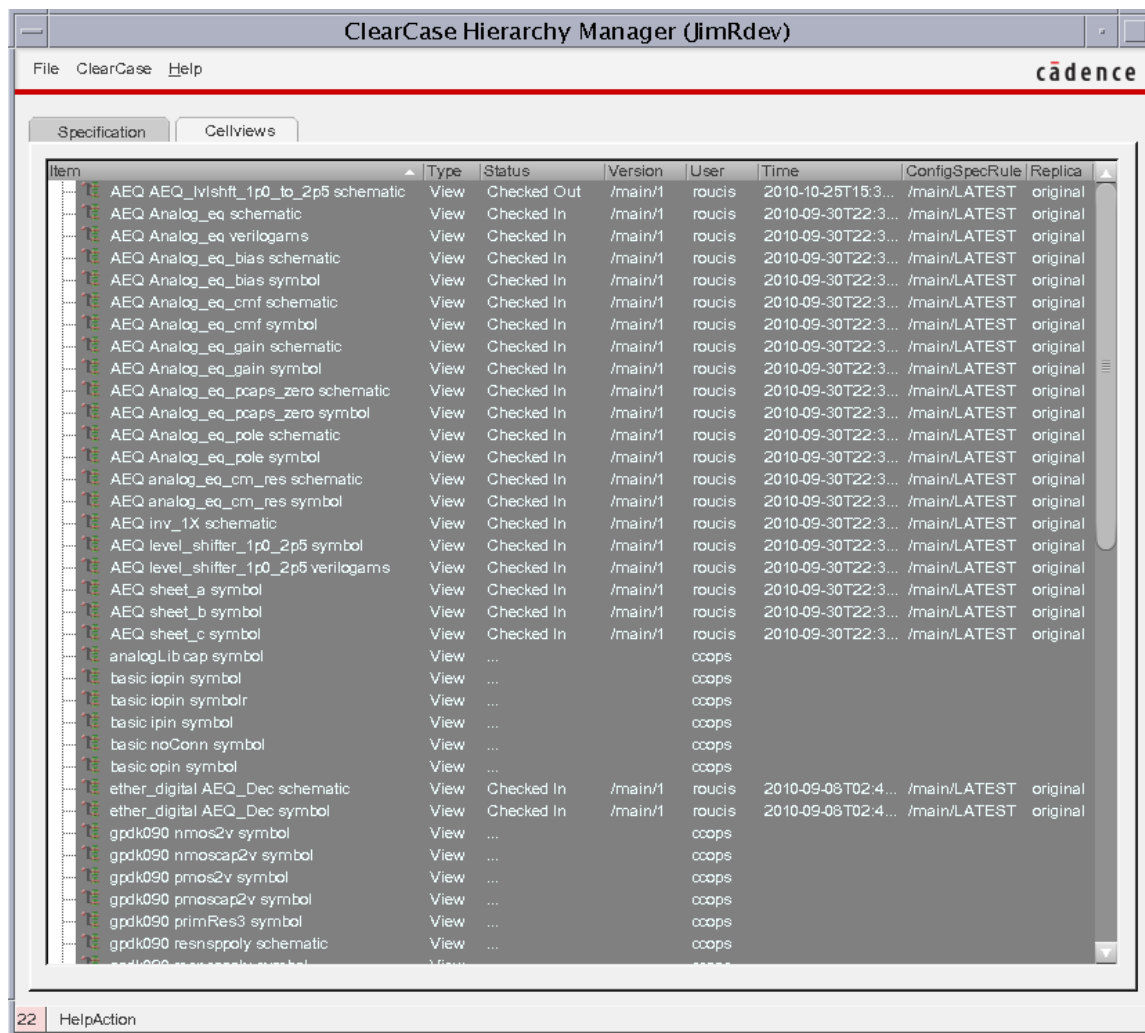 ClearCase Hierarchy Manager (JimRdev)
File ClearCase Help cādence
Specification Cellviews
Item Type Status Version User Time ConfigSpecRule Replica
AEQ AEQ_lvlshft_1p0_to_2p5 schematic View Checked Out /main/1 roucis 2010-10-25T15:3... /main/LATEST original
AEQ Analog_eq schematic View Checked In /main/1 roucis 2010-09-30T22:3... /main/LATEST original
AEQ Analog_eq verilogams View Checked In /main/1 roucis 2010-09-30T22:3... /main/LATEST original
AEQ Analog_eq_bias schematic View Checked In /main/1 roucis 2010-09-30T22:3... /main/LATEST original
AEQ Analog_eq_bias symbol View Checked In /main/1 roucis 2010-09-30T22:3... /main/LATEST original
AEQ Analog_eq_cmf schematic View Checked In /main/1 roucis 2010-09-30T22:3... /main/LATEST original
AEQ Analog_eq_cmf symbol View Checked In /main/1 roucis 2010-09-30T22:3... /main/LATEST original
AEQ Analog_eq_gain schematic View Checked In /main/1 roucis 2010-09-30T22:3... /main/LATEST original
AEQ Analog_eq_gain symbol View Checked In /main/1 roucis 2010-09-30T22:3... /main/LATEST original
AEQ Analog_eq_pcaps_zero schematic View Checked In /main/1 roucis 2010-09-30T22:3... /main/LATEST original
AEQ Analog_eq_pcaps_zero symbol View Checked In /main/1 roucis 2010-09-30T22:3... /main/LATEST original
AEQ Analog_eq_pole schematic View Checked In /main/1 roucis 2010-09-30T22:3... /main/LATEST original
AEQ Analog_eq_pole symbol View Checked In /main/1 roucis 2010-09-30T22:3... /main/LATEST original
AEQ analog_eq_cm_res schematic View Checked In /main/1 roucis 2010-09-30T22:3... /main/LATEST original
AEQ analog_eq_cm_res symbol View Checked In /main/1 roucis 2010-09-30T22:3... /main/LATEST original
AEQ inv_1X schematic View Checked In /main/1 roucis 2010-09-30T22:3... /main/LATEST original
AEQ level_shifter_1p0_2p5 symbol View Checked In /main/1 roucis 2010-09-30T22:3... /main/LATEST original
AEQ level_shifter_1p0_2p5 verilogams View Checked In /main/1 roucis 2010-09-30T22:3... /main/LATEST original
AEQ sheet_a symbol View Checked In /main/1 roucis 2010-09-30T22:3... /main/LATEST original
AEQ sheet_b symbol View Checked In /main/1 roucis 2010-09-30T22:3... /main/LATEST original
AEQ sheet_c symbol View Checked In /main/1 roucis 2010-09-30T22:3... /main/LATEST original
analogLib cap symbol View ... ccops
basic iopin symbol View ... ccops
basic iopin symbolr View ... ccops
basic ipin symbol View ... ccops
basic noConn symbol View ... ccops
basic opin symbol View ... ccops
ether_digital AEQ_Dec schematic View Checked In /main/1 roucis 2010-09-08T02:4... /main/LATEST original
ether_digital AEQ_Dec symbol View Checked In /main/1 roucis 2010-09-08T02:4... /main/LATEST original
gpdk090 nmos2v symbol View ... ccops
gpdk090 nmoscap2v symbol View ... ccops
gpdk090 pmos2v symbol View ... ccops
gpdk090 pmoscap2v symbol View ... ccops
gpdk090 primRes3 symbol View ... ccops
gpdk090 resnsppoly schematic View ... ccops
22 HelpAction